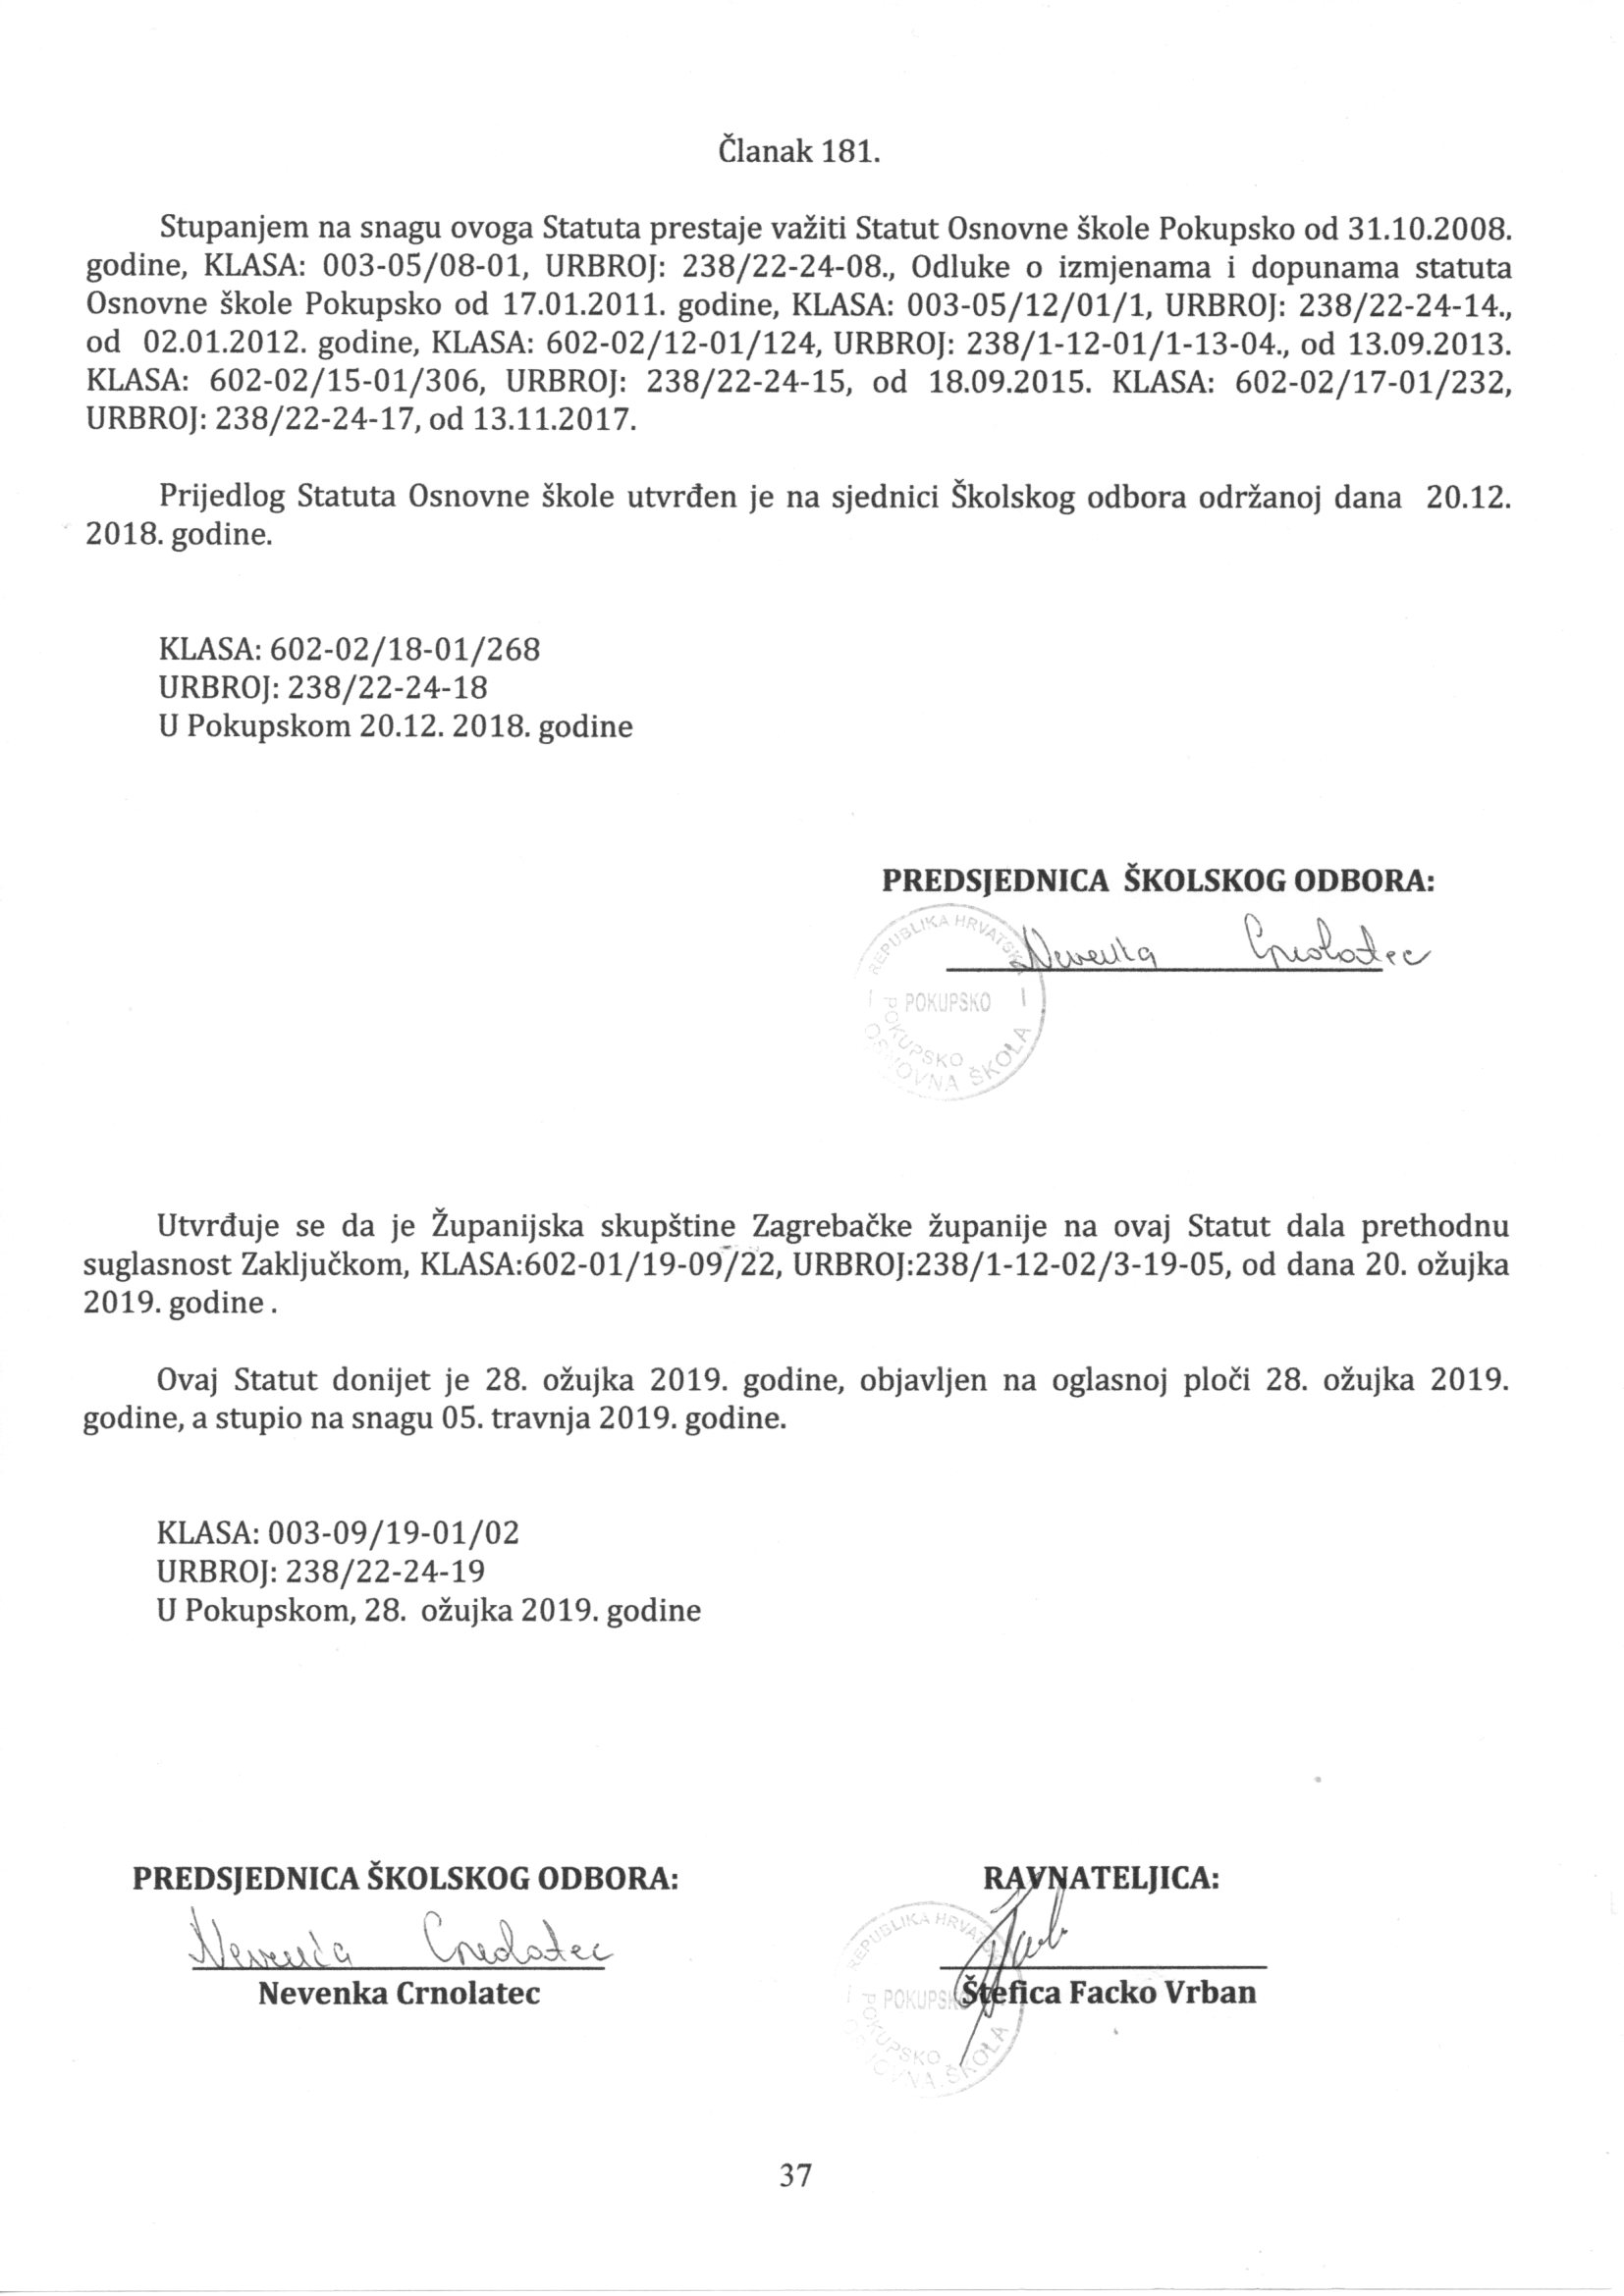 Članak 181.
Stupanjem na snagu ovoga Statuta prestaje važiti Statut Osnovne škole Pokupsko od 31.10.2008.
godine, KLASA: 003-05/08-01, URBROJ: 238/22-24-08., Odluke o izmjenama i dopunama statuta
Osnovne škole Pokupsko od 17.01.2011. godine, KLASA: 003-05/12/01/1, URBROJ: 238/22-24-14.,
od 02.01.2012. godine, KLASA: 602-02/12-01/124, URBROJ: 238/1-12-01/1-13-04., od 13.09.2013.
KLASA: 602-02/15-01/306, URBROJ: 238/22-24-15, od 18.09.2015. KLASA: 602-02/17-01/232,
URBROJ: 238/22-24-17, od 13.11.2017.
Prijedlog Statuta Osnovne škole utvrđen je na sjednici Školskog odbora održanoj dana 20.12.
2018. godine.
KLASA: 602-02/18-01/268
URBROJ: 238/22-24-18
U Pokupskom 20.12. 2018. godine
PREDSJEDNICA ŠKOLSKOG ODBORA:
Nevenka Crnolatec
REPUBLIKA HRVATSKA
POKUPSKO
POKUPSKO
OSNOVNA ŠKOLA
Utvrđuje se da je Županijska skupštine Zagrebačke županije na ovaj Statut dala prethodnu
suglasnost Zaključkom, KLASA:602-01/19-09/22, URBROJ:238/1-12-02/3-19-05, od dana 20. ožujka
2019. godine .
Ovaj Statut donijet je 28. ožujka 2019. godine, objavljen na oglasnoj ploči 28. ožujka 2019.
godine, a stupio na snagu 05. travnja 2019. godine.
KLASA: 003-09/19-01/02
URBROJ: 238/22-24-19
U Pokupskom, 28. ožujka 2019. godine
PREDSJEDNICA ŠKOLSKOG ODBORA: RAVNATELJICA:
Nevenka Crnolatec
REPUBLIKA HRVATSKA
Nevenka Crnolatec Štefica Facko Vrban
POKUPSKO
POKUPSKO
OSNOVNA ŠKOLA
37